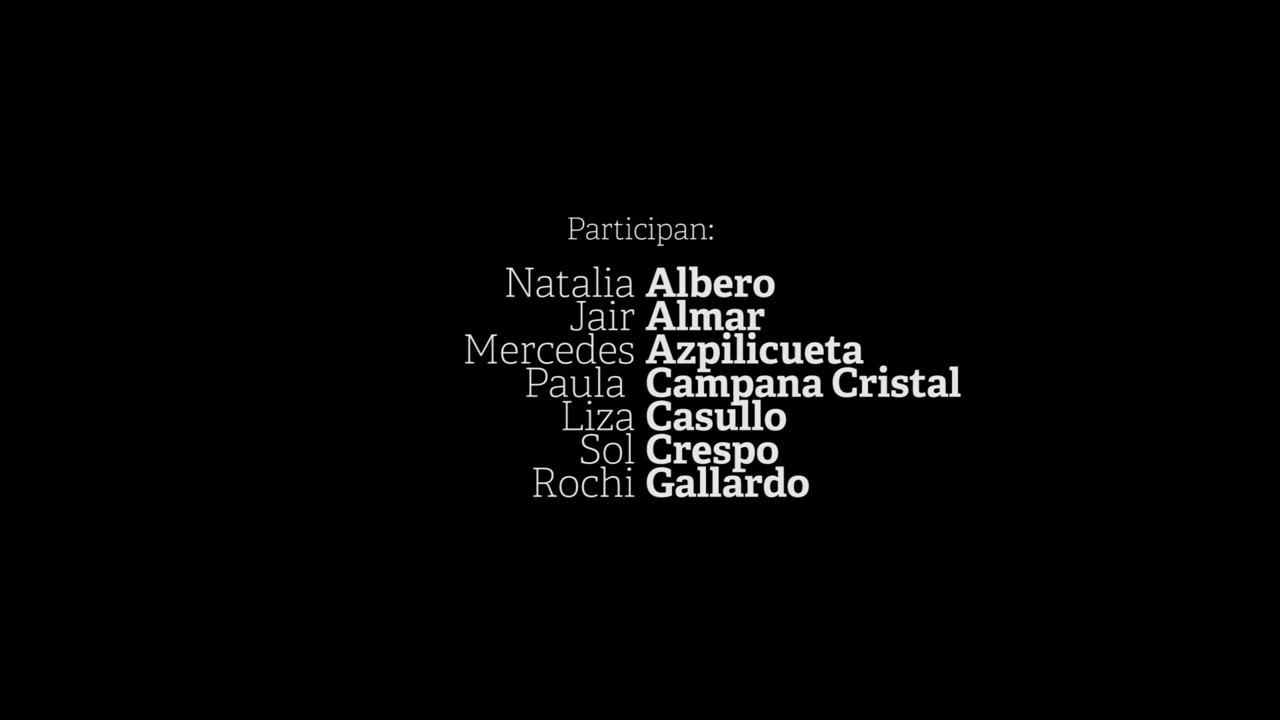 Participan:
Natalia Albero
Jair Almar
Mercedes Azpilicueta
Paula Campana Cristal
Liza Casullo
Sol Crespo
Rochi Gallardo